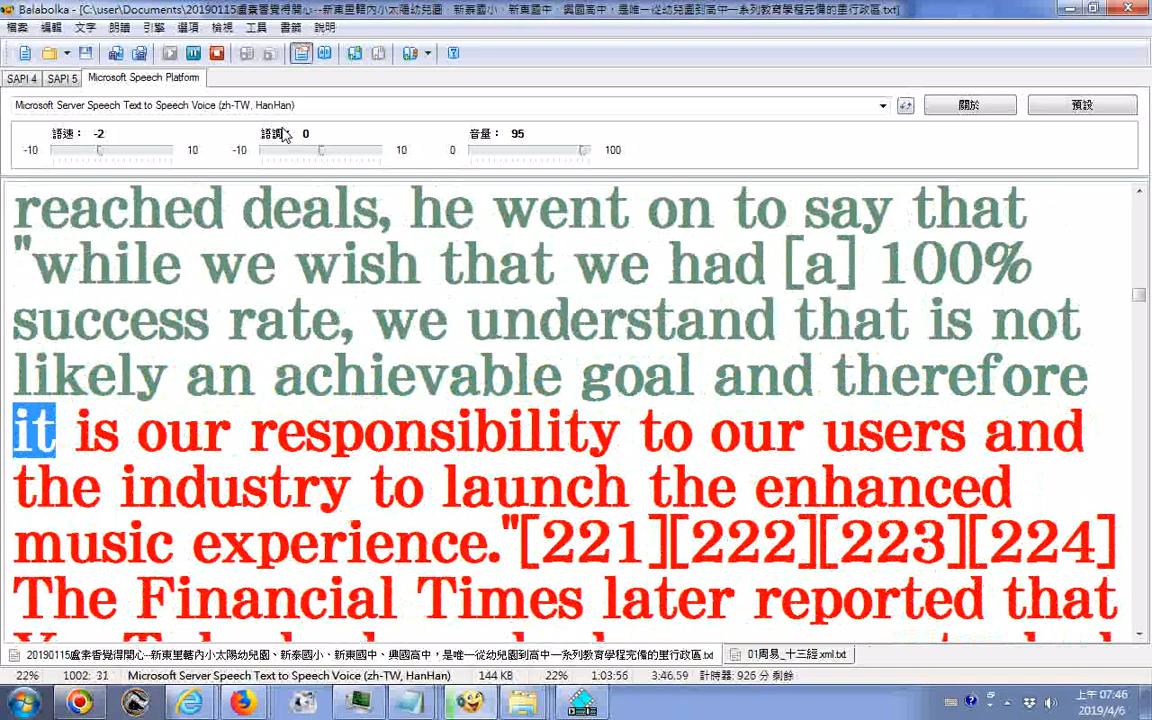 Balabolka - [C:\user\Documents\20190115盧素香覺得開心--新東里轄內小太陽幼兒園、新泰國小、新東國中、興國高中，是唯一從幼兒園到高中一系列教育學程完備的里行政區.txt]
檔案 編輯 文字 朗讀 引擎 選項 檢視 工具 書籤 說明
SAPI 4 SAPI 5 Microsoft Speech Platform
Microsoft Server Speech Text to Speech Voice (zh-TW, HanHan) 關於 預設
語速： -2 語調： 0 音量： 95
-10 10 -10 10 0 100
reached deals, he went on to say that
"while we wish that we had [a] 100%
success rate, we understand that is not
likely an achievable goal and therefore
it is our responsibility to our users and
the industry to launch the enhanced
music experience."[221][222][223][224]
The Financial Times later reported that
20190115盧素香覺得開心--新東里轄內小太陽幼兒園、新泰國小、新東國中、興國高中，是唯一從幼兒園到高中一系列教育學程完備的里行政區.txt 01周易_十三經.xml.txt
22% 1002: 31 Microsoft Server Speech Text to Speech Voice (zh-TW, HanHan) 144 KB 22% 1:03:56 3:46.59 計時器: 926 分 剩餘
上午 07:46
2019/4/6